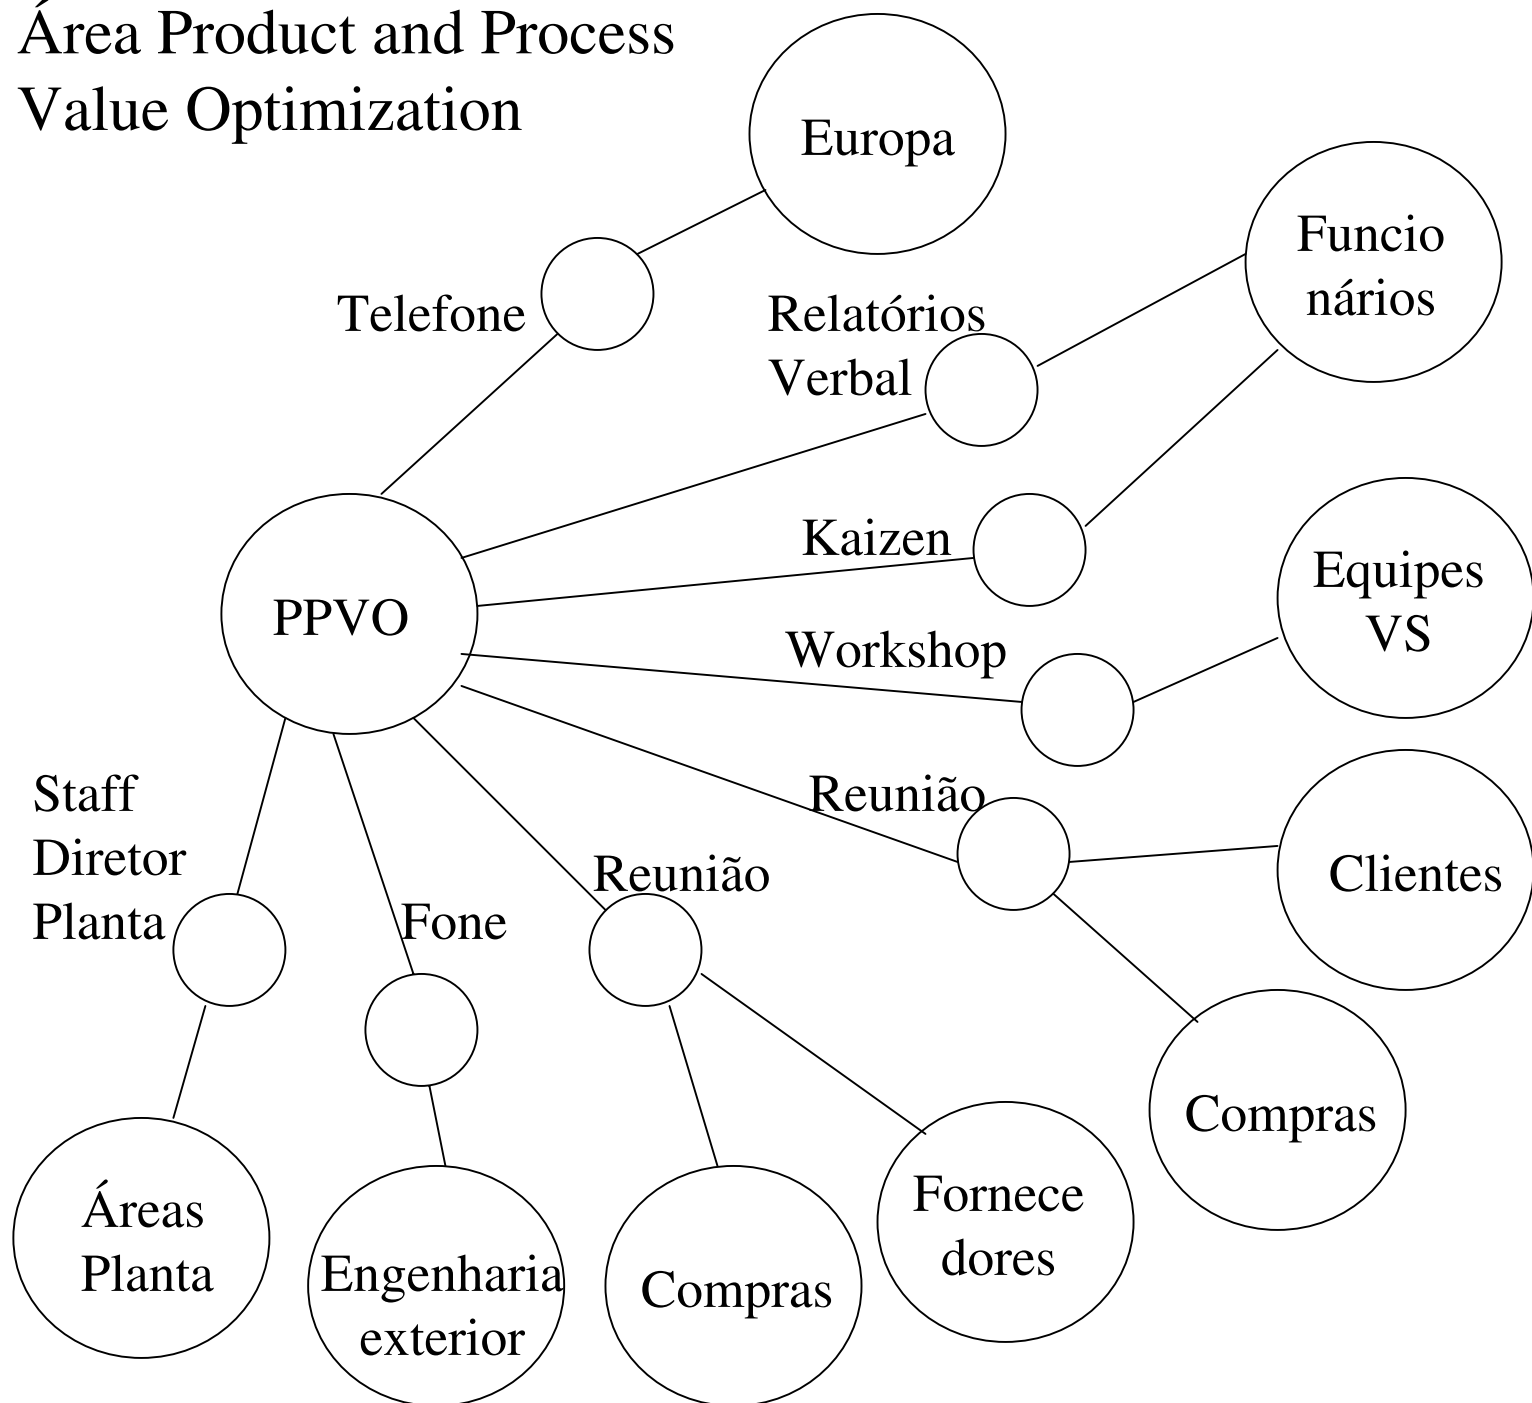 Área Product and Process
Value Optimization
Europa
Funcio
nários
Telefone
Relatórios
Verbal
Kaizen
Equipes
VS
PPVO
Workshop
Staff
Diretor
Planta
Reunião
Clientes
Reunião
Fone
Compras
Áreas
Planta
Fornece
dores
Engenharia
exterior
Compras